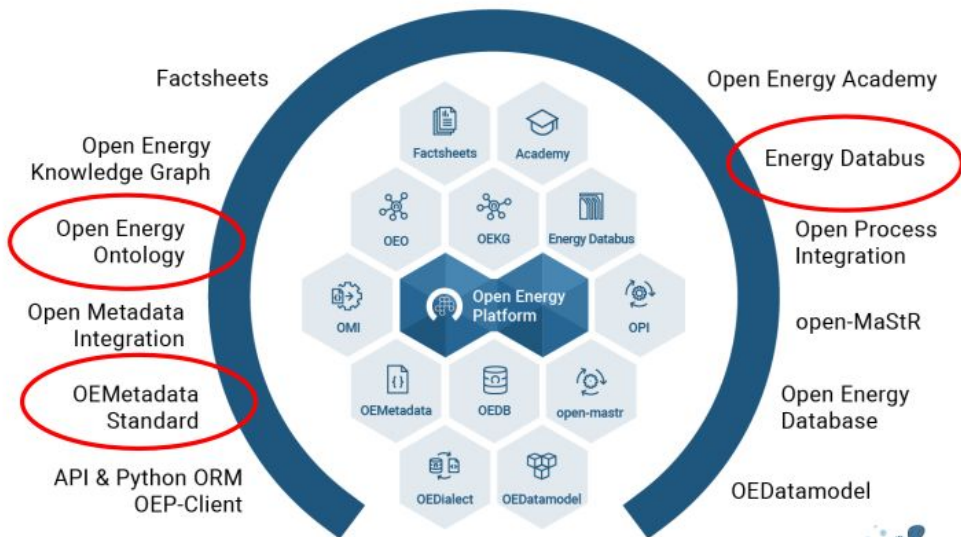 Factsheets
Open Energy
Knowledge Graph
Open Energy
Ontology
Open Metadata
Integration
OEMetadata
Standard
API & Python ORM
OEP-Client
Factsheets
Academy
OEO
OEKG
Energy Databus
OMI
Open Energy
Platform
OPI
OEMetadata
OEDB
open-mastr
OEDialect
OEDatamodel
Open Energy Academy
Energy Databus
Open Process
Integration
open-MaStR
Open Energy
Database
OEDatamodel